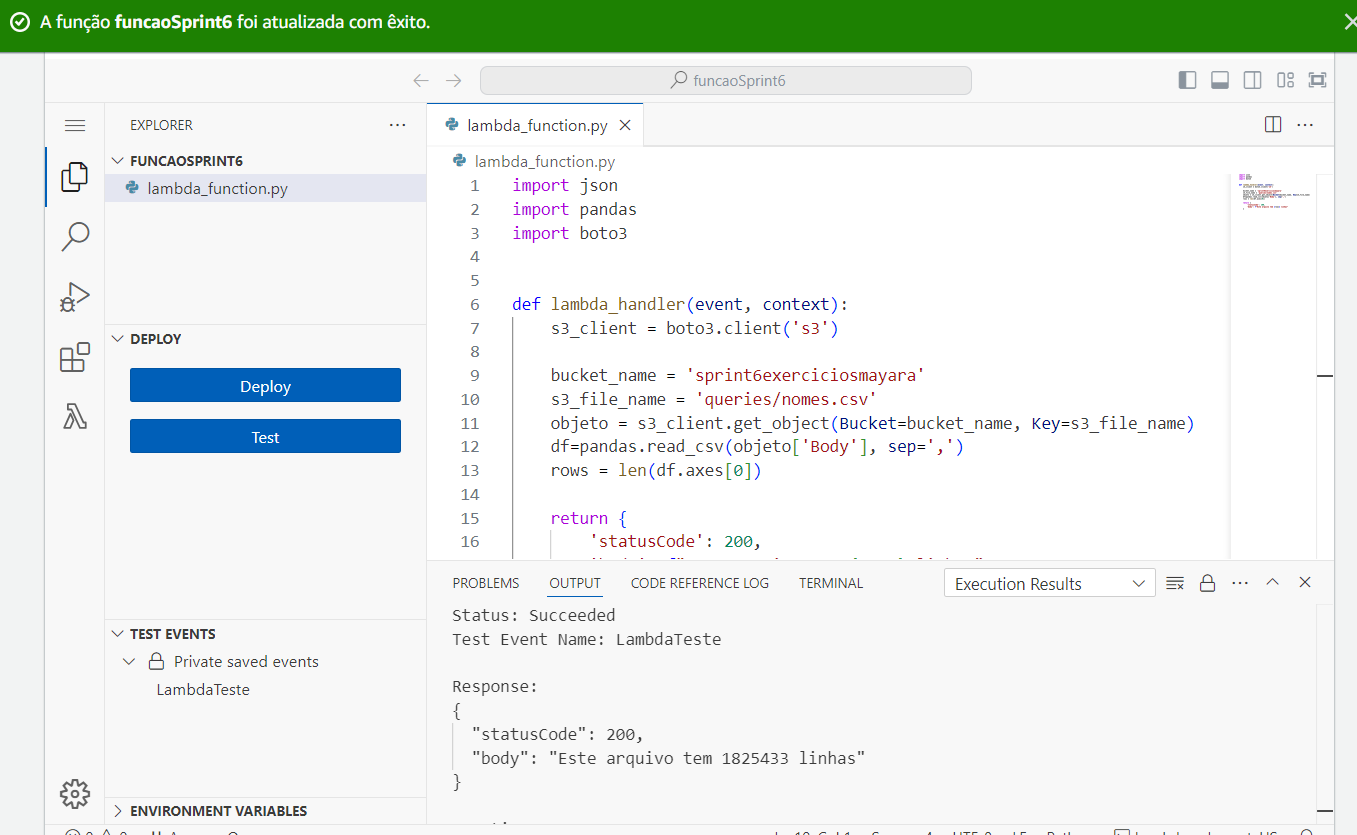 A função funcaoSprint6 foi atualizada com êxito.
funcaoSprint6
EXPLORER
FUNCAOSPRINT6
lambda_function.py
DEPLOY
Deploy
Test
TEST EVENTS
Private saved events
LambdaTeste
ENVIRONMENT VARIABLES
lambda_function.py
lambda_function.py
1 import json
2 import pandas
3 import boto3
4
5
6 def lambda_handler(event, context):
7 s3_client = boto3.client('s3')
8
9 bucket_name = 'sprint6exerciciosmayara'
10 s3_file_name = 'queries/nomes.csv'
11 objeto = s3_client.get_object(Bucket=bucket_name, Key=s3_file_name)
12 df=pandas.read_csv(objeto['Body'], sep=',')
13 rows = len(df.axes[0])
14
15 return {
16 'statusCode': 200,
PROBLEMS OUTPUT CODE REFERENCE LOG TERMINAL Execution Results
Status: Succeeded
Test Event Name: LambdaTeste
Response:
{
"statusCode": 200,
"body": "Este arquivo tem 1825433 linhas"
}